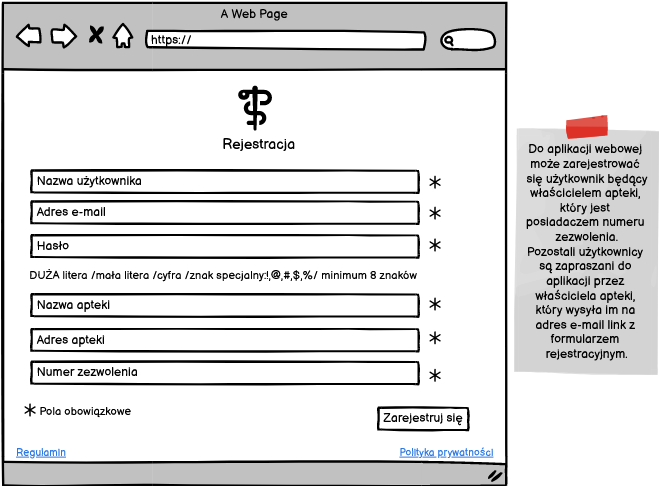 A Web Page
https://
Rejestracja
Nazwa użytkownika
Adres e-mail
Hasło
DUŻA litera /mała litera /cyfra /znak specjalny:!,@,#,$,%/ minimum 8 znaków
Nazwa apteki
Adres apteki
Numer zezwolenia
Pola obowiązkowe
Zarejestruj się
Regulamin
Polityka prywatności
Do aplikacji webowej
może zarejestrować
się użytkownik będący
właścicielem apteki,
który jest
posiadaczem numeru
zezwolenia.
Pozostali użytkownicy
są zapraszani do
aplikacji przez
właściciela apteki,
który wysyła im na
adres e-mail link z
formularzem
rejestracyjnym.